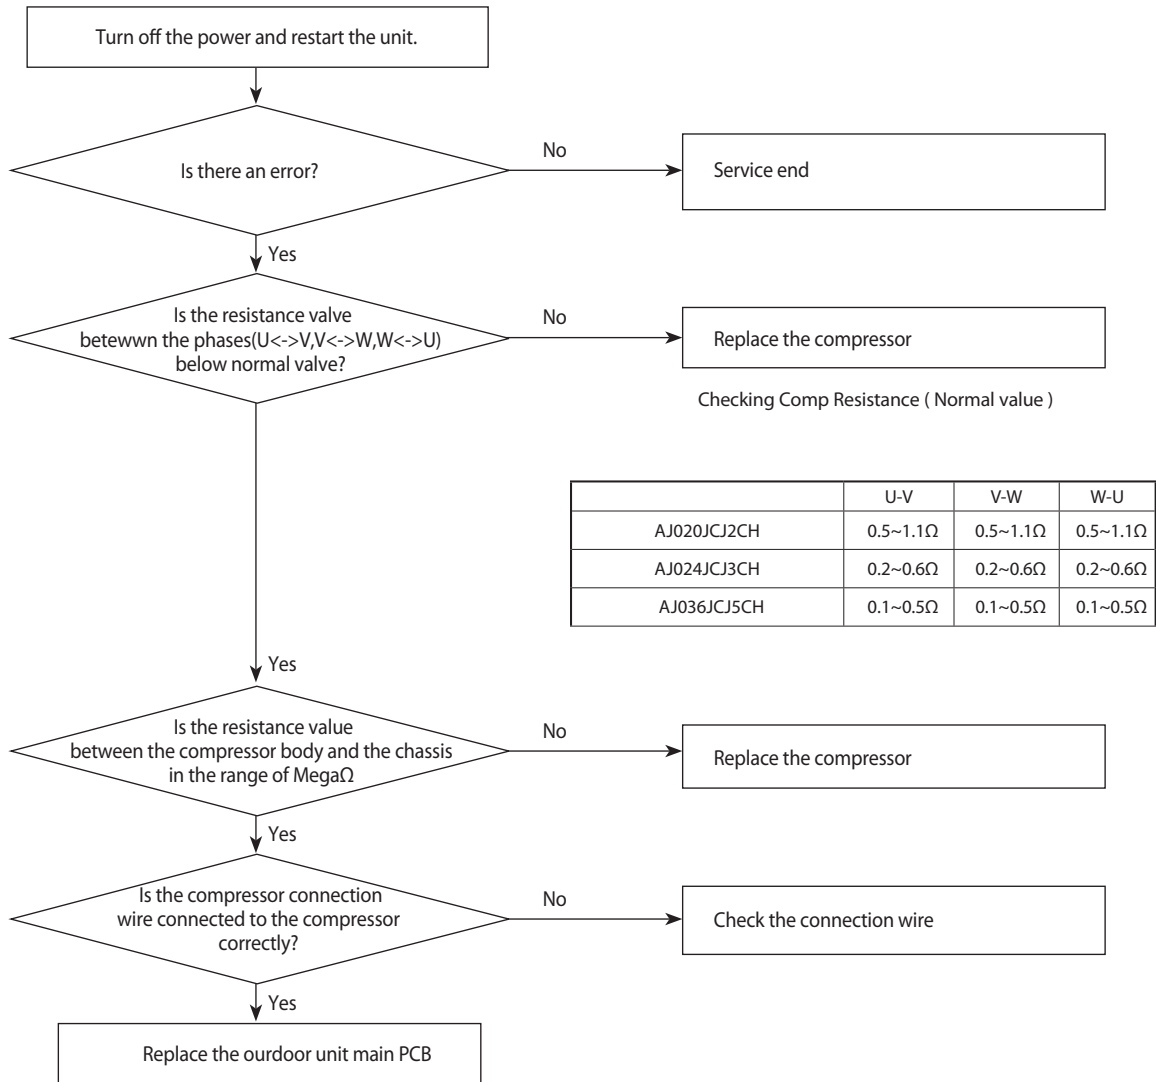 Turn off the power and restart the unit.
Is there an error?
No
Service end
Yes
Is the resistance valve
betewwn the phases(U<->V,V<->W,W<->U)
below normal valve?
No
Replace the compressor
Checking Comp Resistance ( Normal value )
U-V V-W W-U
AJ020JCJ2CH 0.5~1.1Ω 0.5~1.1Ω 0.5~1.1Ω
AJ024JCJ3CH 0.2~0.6Ω 0.2~0.6Ω 0.2~0.6Ω
AJ036JCJ5CH 0.1~0.5Ω 0.1~0.5Ω 0.1~0.5Ω
Yes
Is the resistance value
between the compressor body and the chassis
in the range of MegaΩ
No
Replace the compressor
Yes
Is the compressor connection
wire connected to the compressor
correctly?
No
Check the connection wire
Yes
Replace the ourdoor unit main PCB